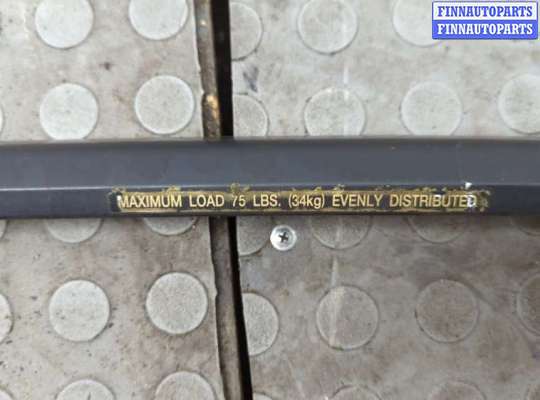 FINNAUTOPARTS
FINNAUTOPARTS
MAXIMUM LOAD 75 LBS. (34kg) EVENLY DISTRIBUTED